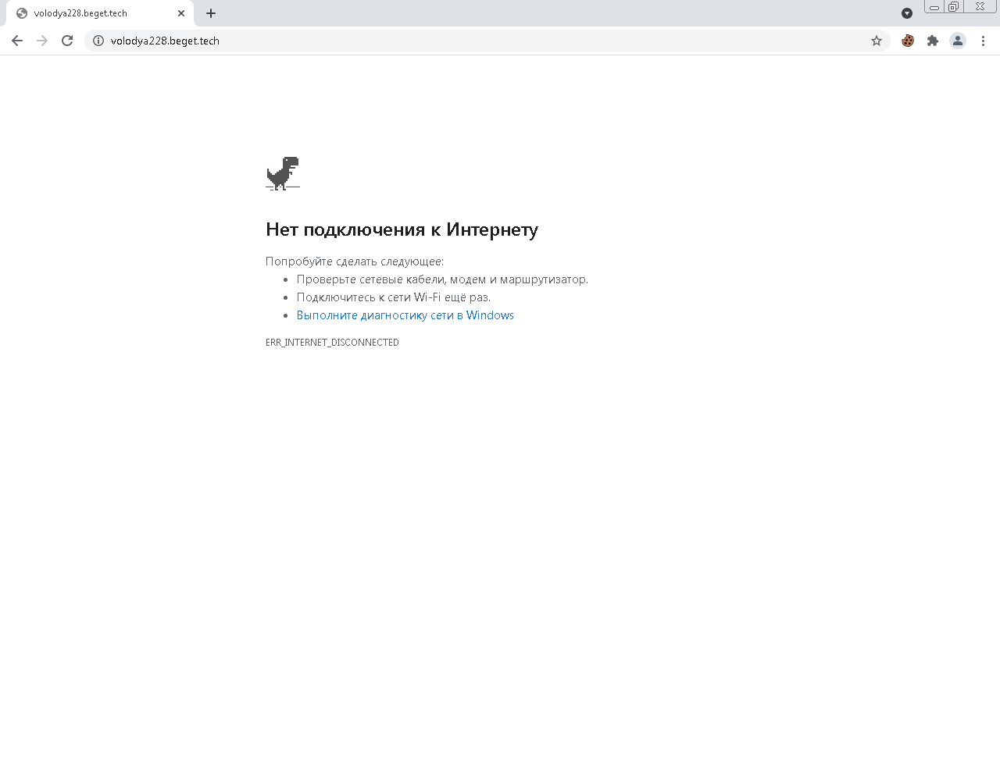 volodya228.beget.tech
volodya228.beget.tech
Нет подключения к Интернету
Попробуйте сделать следующее:
Проверьте сетевые кабели, модем и маршрутизатор.
Подключитесь к сети Wi-Fi ещё раз.
Выполните диагностику сети в Windows
ERR_INTERNET_DISCONNECTED